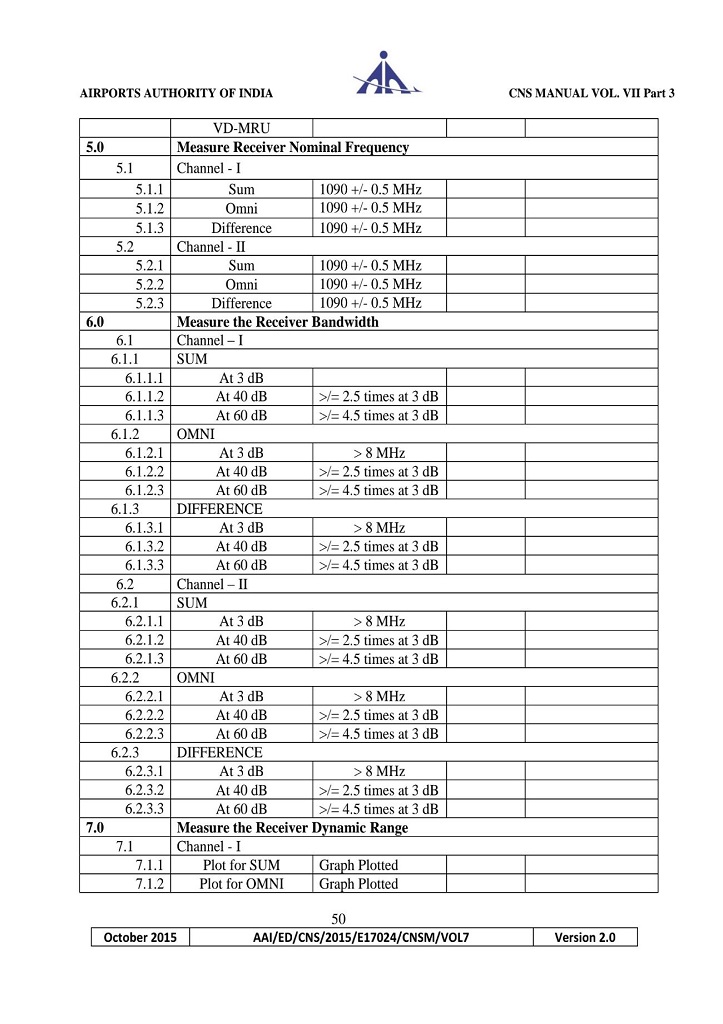 AIRPORTS AUTHORITY OF INDIA CNS MANUAL VOL. VII Part 3
VD-MRU
5.0 Measure Receiver Nominal Frequency
5.1 Channel - I
5.1.1 Sum 1090 +/- 0.5 MHz
5.1.2 Omni 1090 +/- 0.5 MHz
5.1.3 Difference 1090 +/- 0.5 MHz
5.2 Channel - II
5.2.1 Sum 1090 +/- 0.5 MHz
5.2.2 Omni 1090 +/- 0.5 MHz
5.2.3 Difference 1090 +/- 0.5 MHz
6.0 Measure the Receiver Bandwidth
6.1 Channel – I
6.1.1 SUM
6.1.1.1 At 3 dB
6.1.1.2 At 40 dB >/= 2.5 times at 3 dB
6.1.1.3 At 60 dB >/= 4.5 times at 3 dB
6.1.2 OMNI
6.1.2.1 At 3 dB > 8 MHz
6.1.2.2 At 40 dB >/= 2.5 times at 3 dB
6.1.2.3 At 60 dB >/= 4.5 times at 3 dB
6.1.3 DIFFERENCE
6.1.3.1 At 3 dB > 8 MHz
6.1.3.2 At 40 dB >/= 2.5 times at 3 dB
6.1.3.3 At 60 dB >/= 4.5 times at 3 dB
6.2 Channel – II
6.2.1 SUM
6.2.1.1 At 3 dB > 8 MHz
6.2.1.2 At 40 dB >/= 2.5 times at 3 dB
6.2.1.3 At 60 dB >/= 4.5 times at 3 dB
6.2.2 OMNI
6.2.2.1 At 3 dB > 8 MHz
6.2.2.2 At 40 dB >/= 2.5 times at 3 dB
6.2.2.3 At 60 dB >/= 4.5 times at 3 dB
6.2.3 DIFFERENCE
6.2.3.1 At 3 dB > 8 MHz
6.2.3.2 At 40 dB >/= 2.5 times at 3 dB
6.2.3.3 At 60 dB >/= 4.5 times at 3 dB
7.0 Measure the Receiver Dynamic Range
7.1 Channel - I
7.1.1 Plot for SUM Graph Plotted
7.1.2 Plot for OMNI Graph Plotted
50
October 2015 AAI/ED/CNS/2015/E17024/CNSM/VOL7 Version 2.0